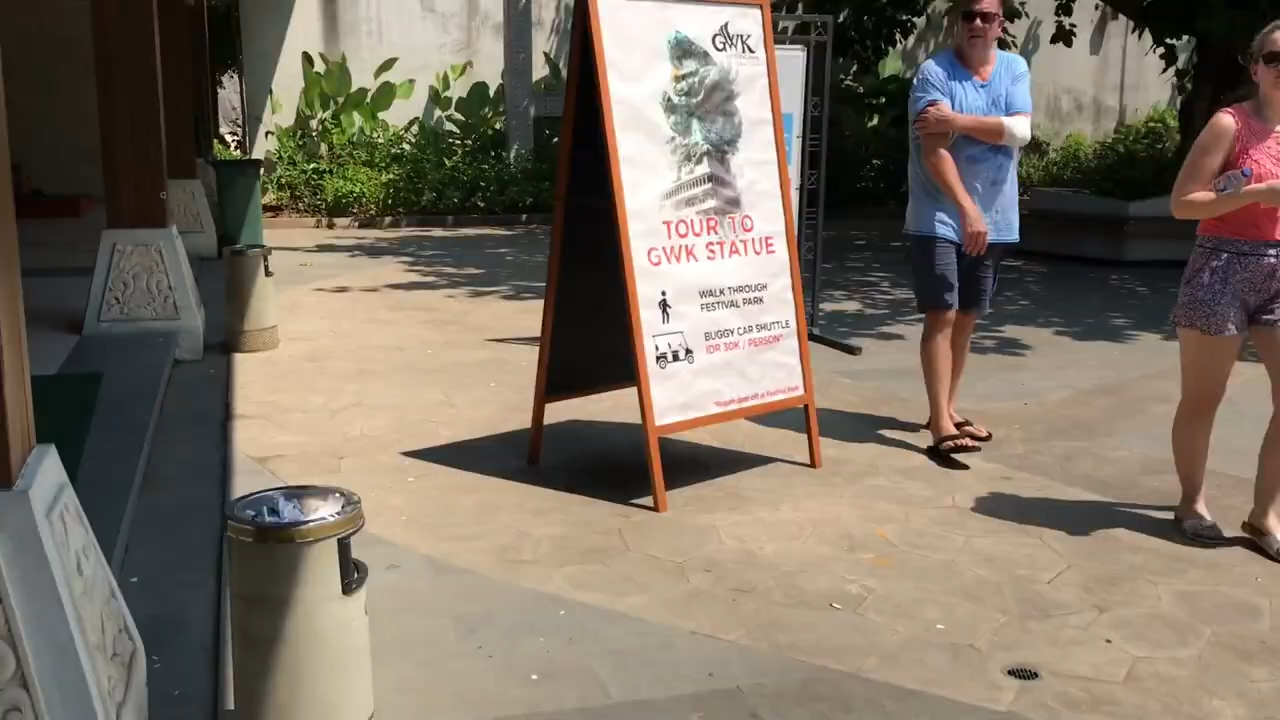 GWK
TOUR TO
GWK STATUE
WALK THROUGH
FESTIVAL PARK
BUGGY CAR SHUTTLE
IDR 30K / PERSON*